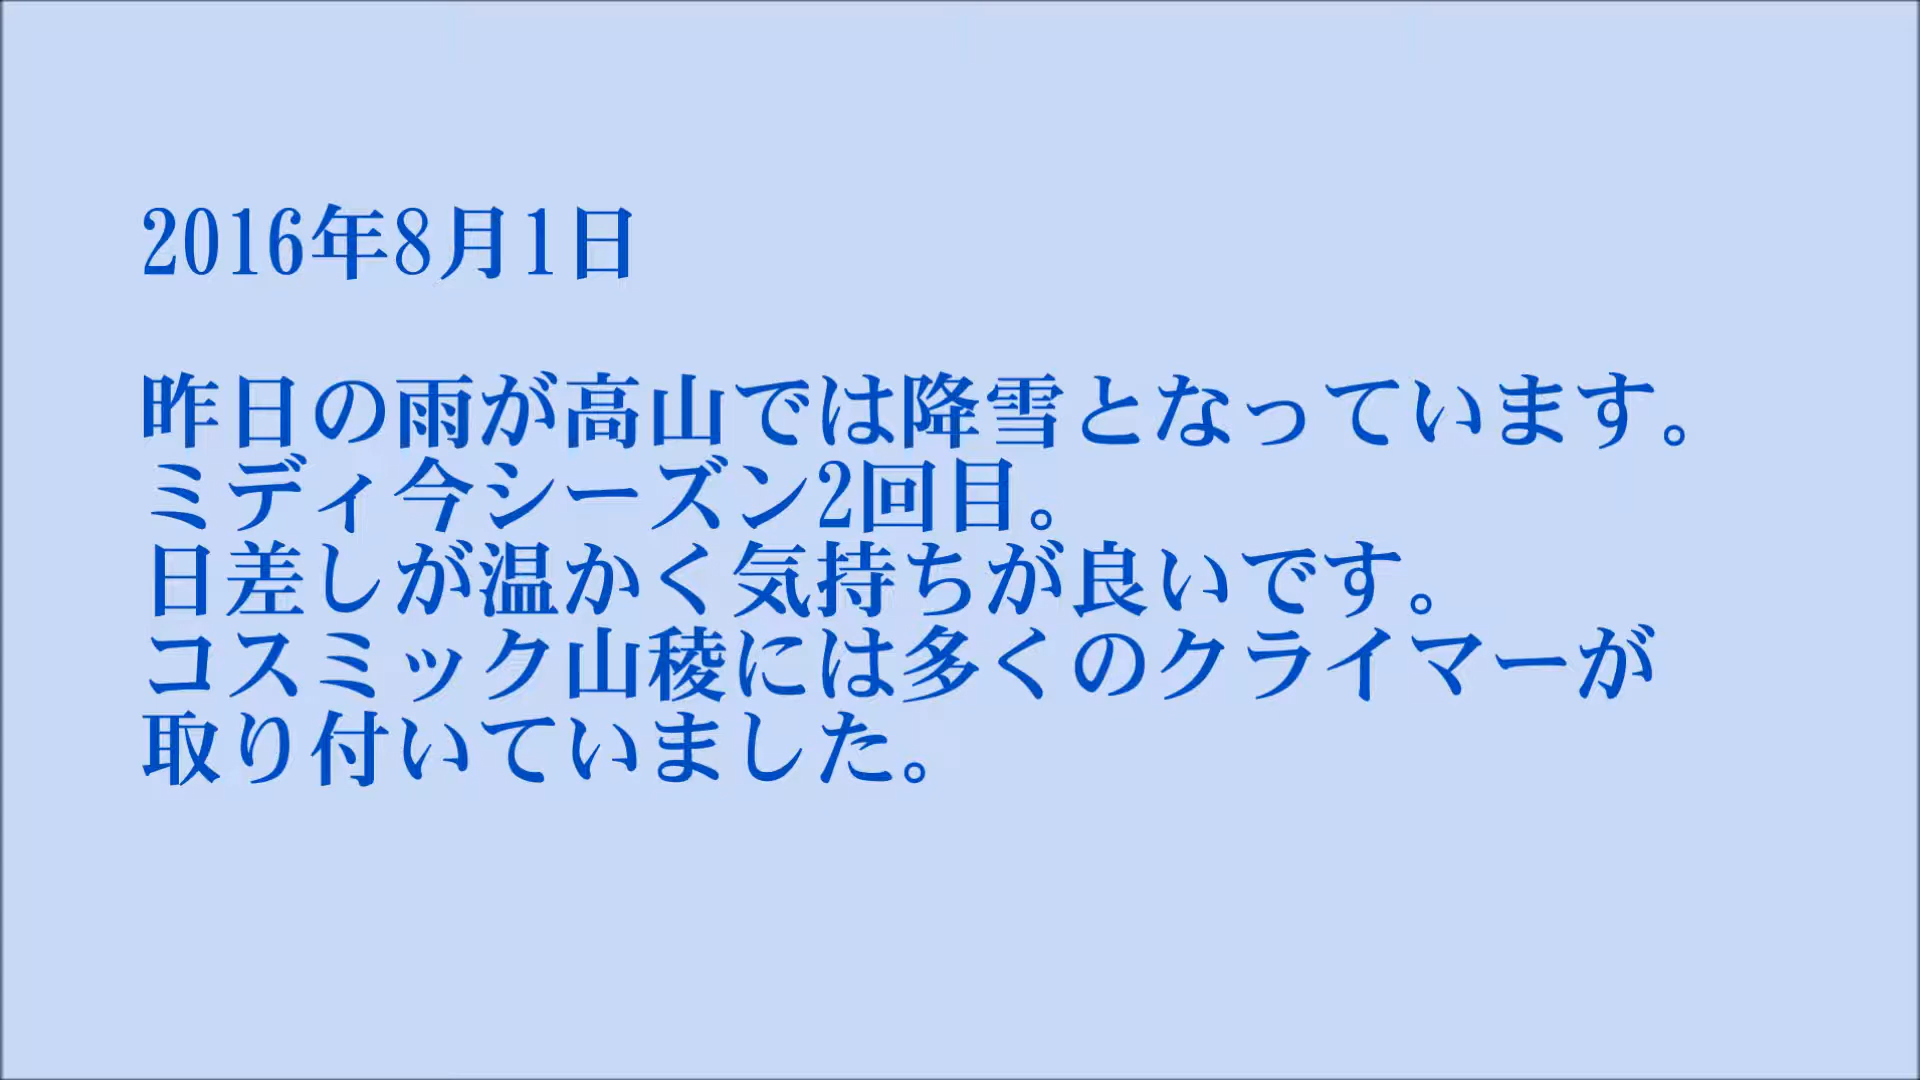 2016年8月1日
昨日の雨が高山では降雪となっています。
ミディ今シーズン2回目。
日差しが温かく気持ちが良いです。
コスミック山稜には多くのクライマーが
取り付いていました。